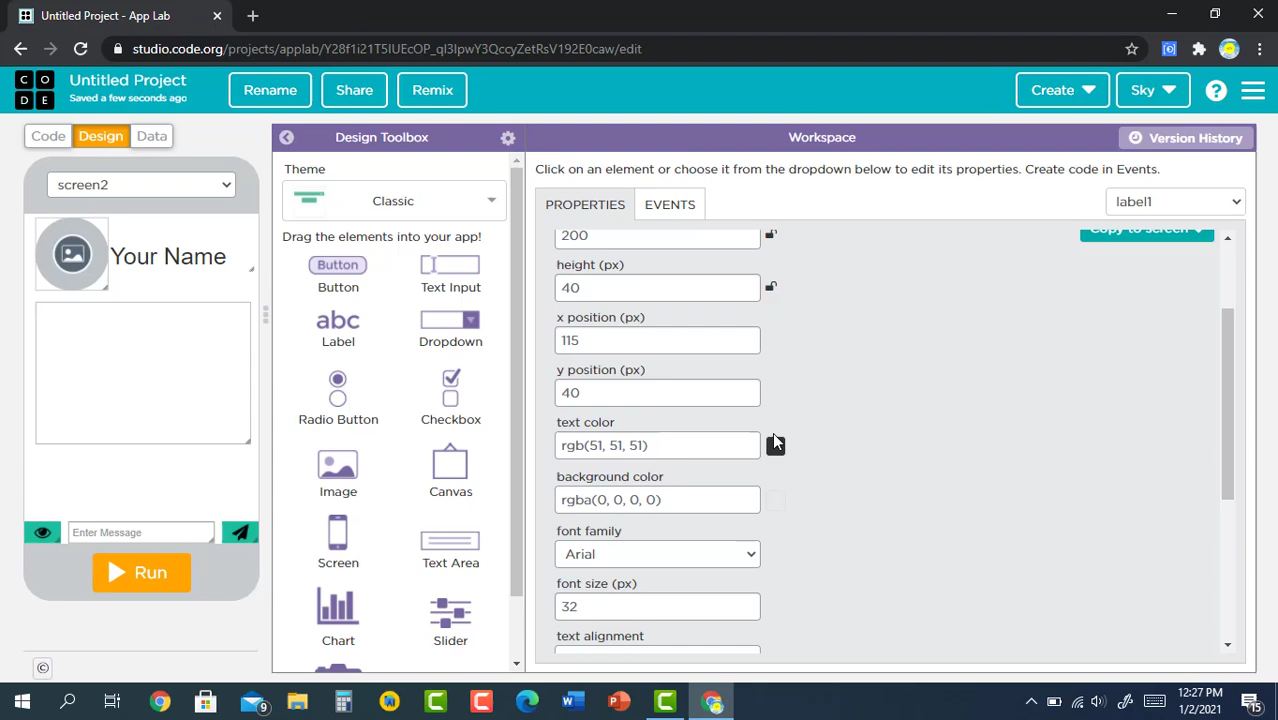 Untitled Project - App Lab
studio.code.org/projects/applab/Y28f1i21T5IUEcOP_qI3IpwY3QccyZetRsV192E0caw/edit
C O D E
Untitled Project
Saved a few seconds ago
Rename
Share
Remix
Create
Sky
?
Code
Design
Data
Design Toolbox
Workspace
Version History
screen2
Your Name
Enter Message
Run
©
Theme
Classic
Drag the elements into your app!
Button
Button
Text Input
abc
Label
Dropdown
Radio Button
Checkbox
Image
Canvas
Screen
Text Area
Chart
Slider
Click on an element or choose it from the dropdown below to edit its properties. Create code in Events.
PROPERTIES
EVENTS
label1
Copy to screen
200
height (px)
40
x position (px)
115
y position (px)
40
text color
rgb(51, 51, 51)
background color
rgba(0, 0, 0, 0)
font family
Arial
font size (px)
32
text alignment
9
12:27 PM
1/2/2021
15